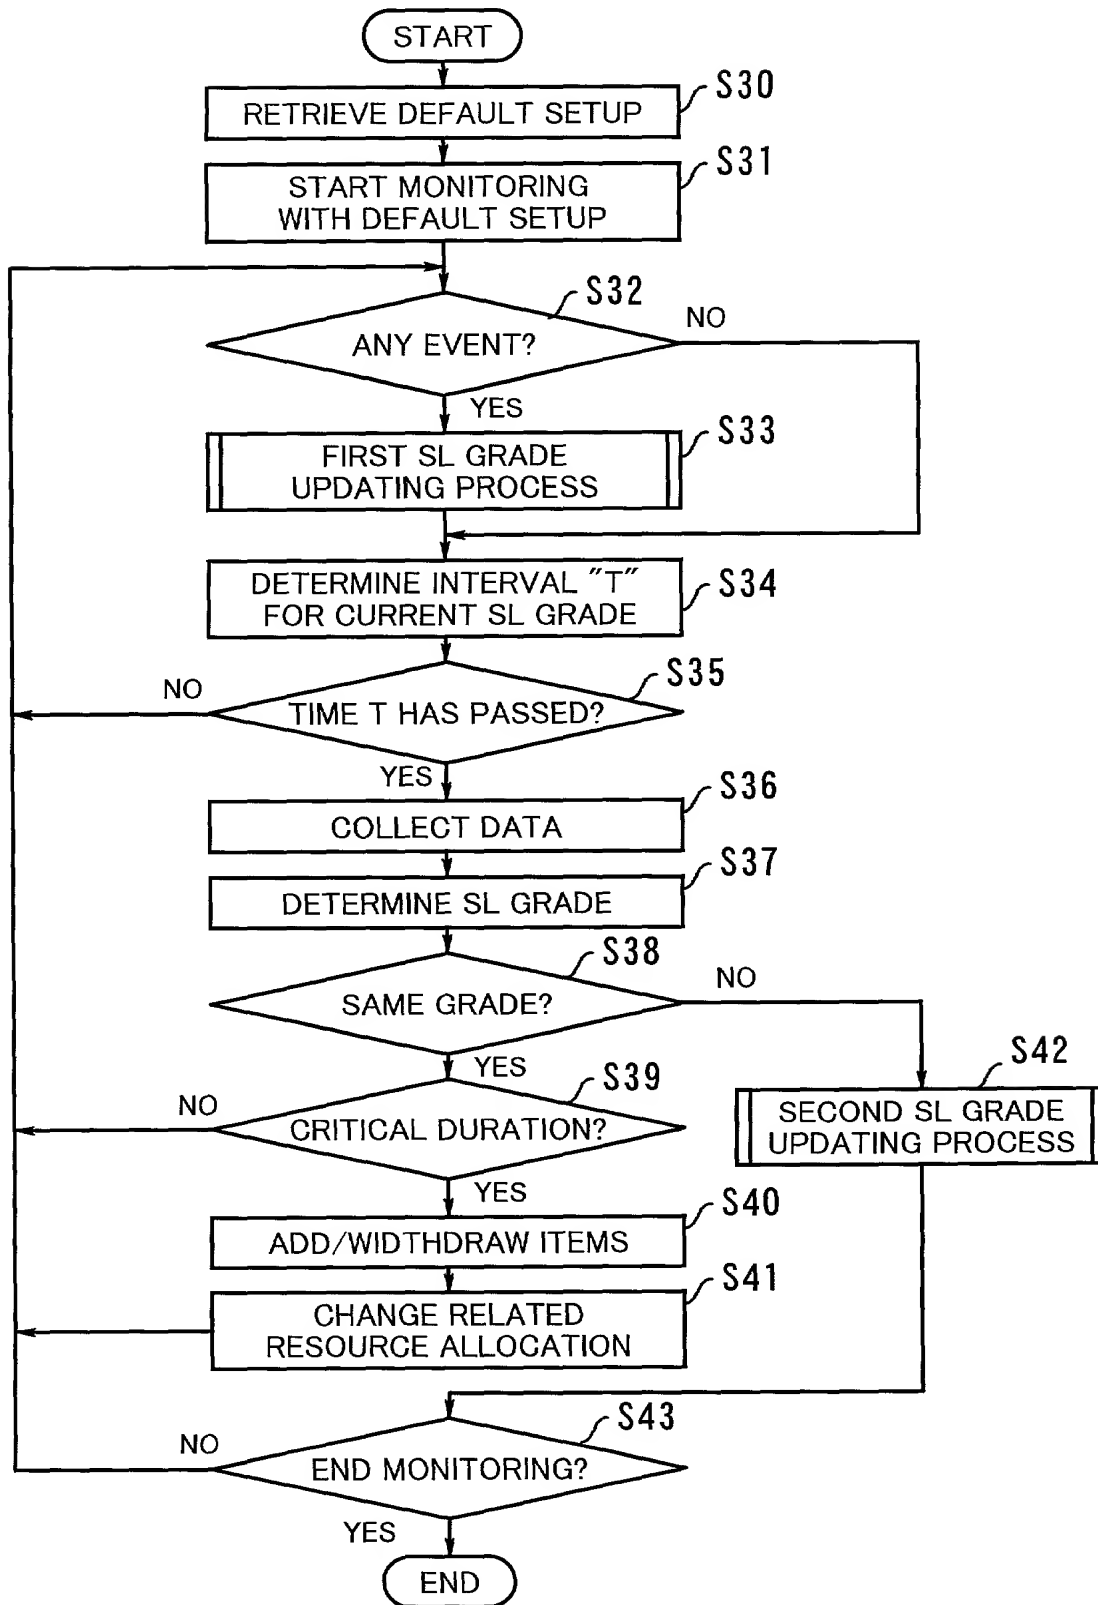 START
S30
RETRIEVE DEFAULT SETUP
S31
START MONITORING
WITH DEFAULT SETUP
S32
ANY EVENT?
NO
YES
S33
FIRST SL GRADE
UPDATING PROCESS
S34
DETERMINE INTERVAL "T"
FOR CURRENT SL GRADE
S35
NO
TIME T HAS PASSED?
YES
S36
COLLECT DATA
S37
DETERMINE SL GRADE
S38
SAME GRADE?
NO
YES
S42
SECOND SL GRADE
UPDATING PROCESS
S39
NO
CRITICAL DURATION?
YES
S40
ADD/WIDTHDRAW ITEMS
S41
CHANGE RELATED
RESOURCE ALLOCATION
S43
NO
END MONITORING?
YES
END